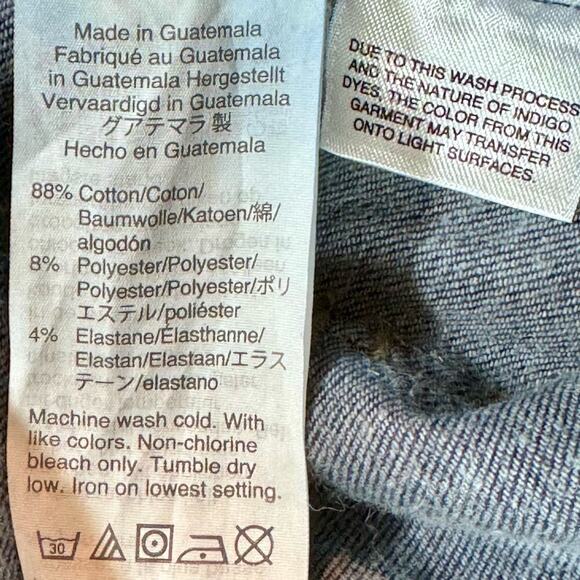 Made in Guatemala
Fabriqué au Guatemala
in Guatemala Hergestellt
Vervaardigd in Guatemala
グアテマラ製
Hecho en Guatemala
88% Cotton/Coton/
Baumwolle/Katoen/綿/
algodón
8% Polyester/Polyester/
Polyester/Polyester/ポリ
エステル/poliéster
4% Elastane/Élasthanne/
Elastan/Elastaan/エラス
テーン/elastano
Machine wash cold. With
like colors. Non-chlorine
bleach only. Tumble dry
low. Iron on lowest setting.
30
DUE TO THIS WASH PROCESS
AND THE NATURE OF INDIGO
DYES, THE COLOR FROM THIS
GARMENT MAY TRANSFER
ONTO LIGHT SURFACES.